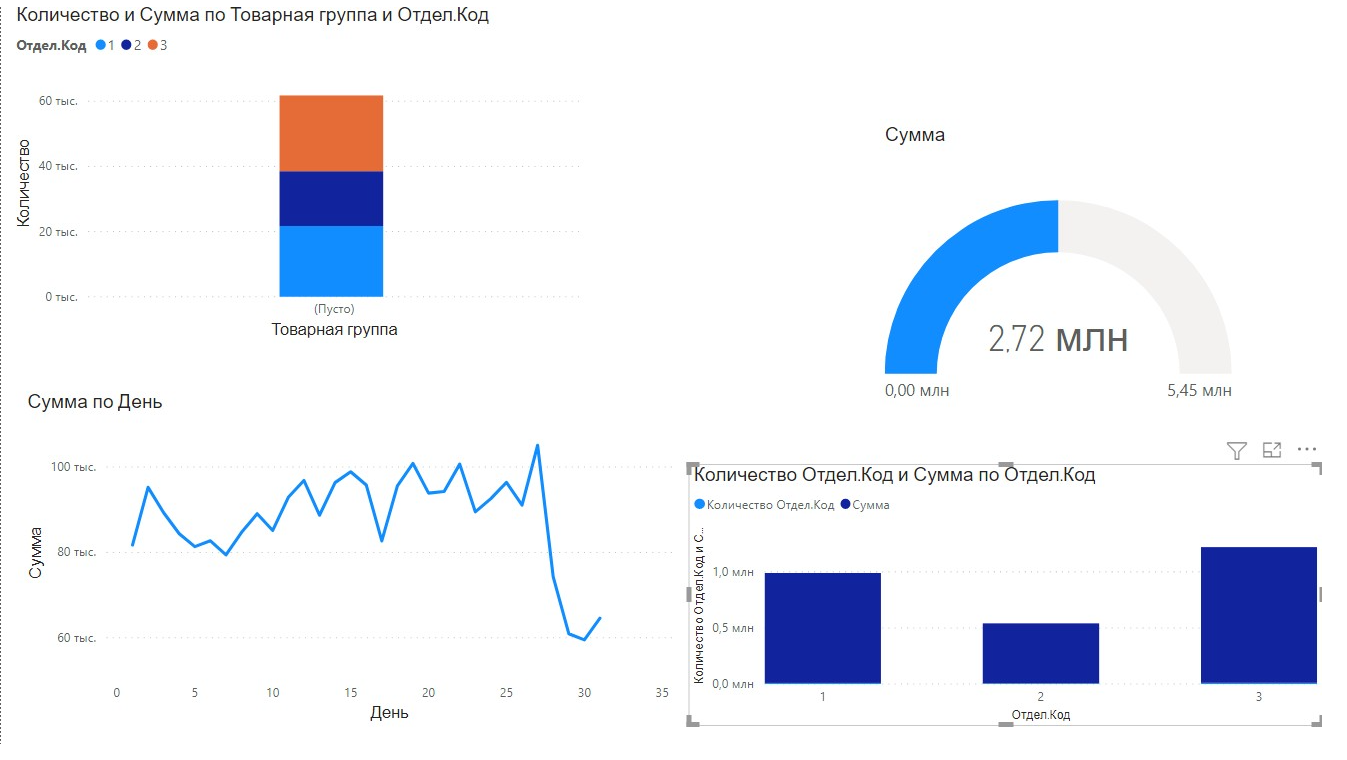 Количество и Сумма по Товарная группа и Отдел.Код
Отдел.Код 1 2 3
60 тыс.
40 тыс.
20 тыс.
0 тыс.
Количество
(Пусто)
Товарная группа
Сумма
2,72 млн
0,00 млн 5,45 млн
Сумма по День
100 тыс.
80 тыс.
60 тыс.
Сумма
0 5 10 15 20 25 30 35
День
Количество Отдел.Код и Сумма по Отдел.Код
Количество Отдел.Код Сумма
Количество Отдел.Код и С...
1,0 млн
0,5 млн
0,0 млн
1 2 3
Отдел.Код